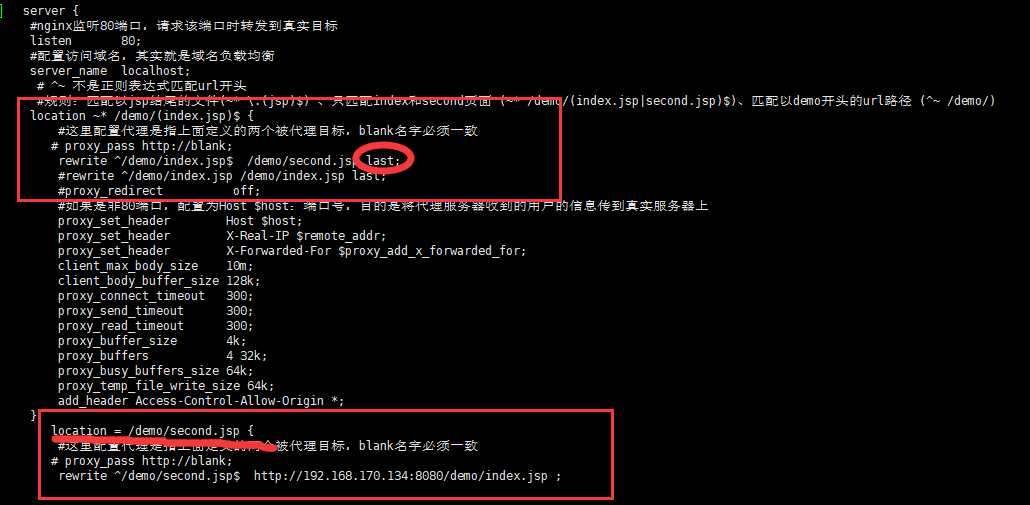 server {
#nginx监听80端口，请求该端口时转发到真实目标
listen       80;
#配置访问域名，其实就是域名负载均衡
server_name  localhost;
# ^~ 不是正则表达式匹配url开头
#规则：匹配以jsp结尾的文件(~* \.(jsp)$) 、只匹配index和second页面 (~* /demo/(index.jsp|second.jsp)$)、匹配以demo开头的url路径 (^~ /demo/)
location ~* /demo/(index.jsp)$ {
#这里配置代理是指上面定义的两个被代理目标，blank名字必须一致
# proxy_pass http://blank;
rewrite ^/demo/index.jsp$  /demo/second.jsp last;
#rewrite ^/demo/index.jsp /demo/index.jsp last;
#proxy_redirect          off;
#如果是非80端口，配置为Host $host：端口号，目的是将代理服务器收到的用户的信息传到真实服务器上
proxy_set_header        Host $host;
proxy_set_header        X-Real-IP $remote_addr;
proxy_set_header        X-Forwarded-For $proxy_add_x_forwarded_for;
client_max_body_size    10m;
client_body_buffer_size 128k;
proxy_connect_timeout   300;
proxy_send_timeout      300;
proxy_read_timeout      300;
proxy_buffer_size       4k;
proxy_buffers           4 32k;
proxy_busy_buffers_size 64k;
proxy_temp_file_write_size 64k;
add_header Access-Control-Allow-Origin *;
}
location = /demo/second.jsp {
#这里配置代理是指上面定义的两个被代理目标，blank名字必须一致
# proxy_pass http://blank;
rewrite ^/demo/second.jsp$  http://192.168.170.134:8080/demo/index.jsp ;